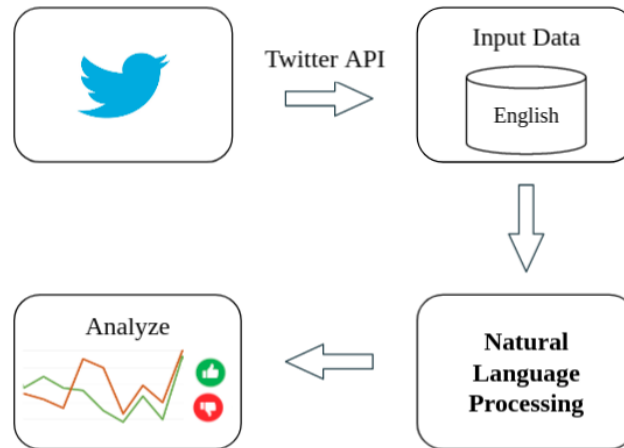 Twitter API
Input Data
English
Natural
Language
Processing
Analyze